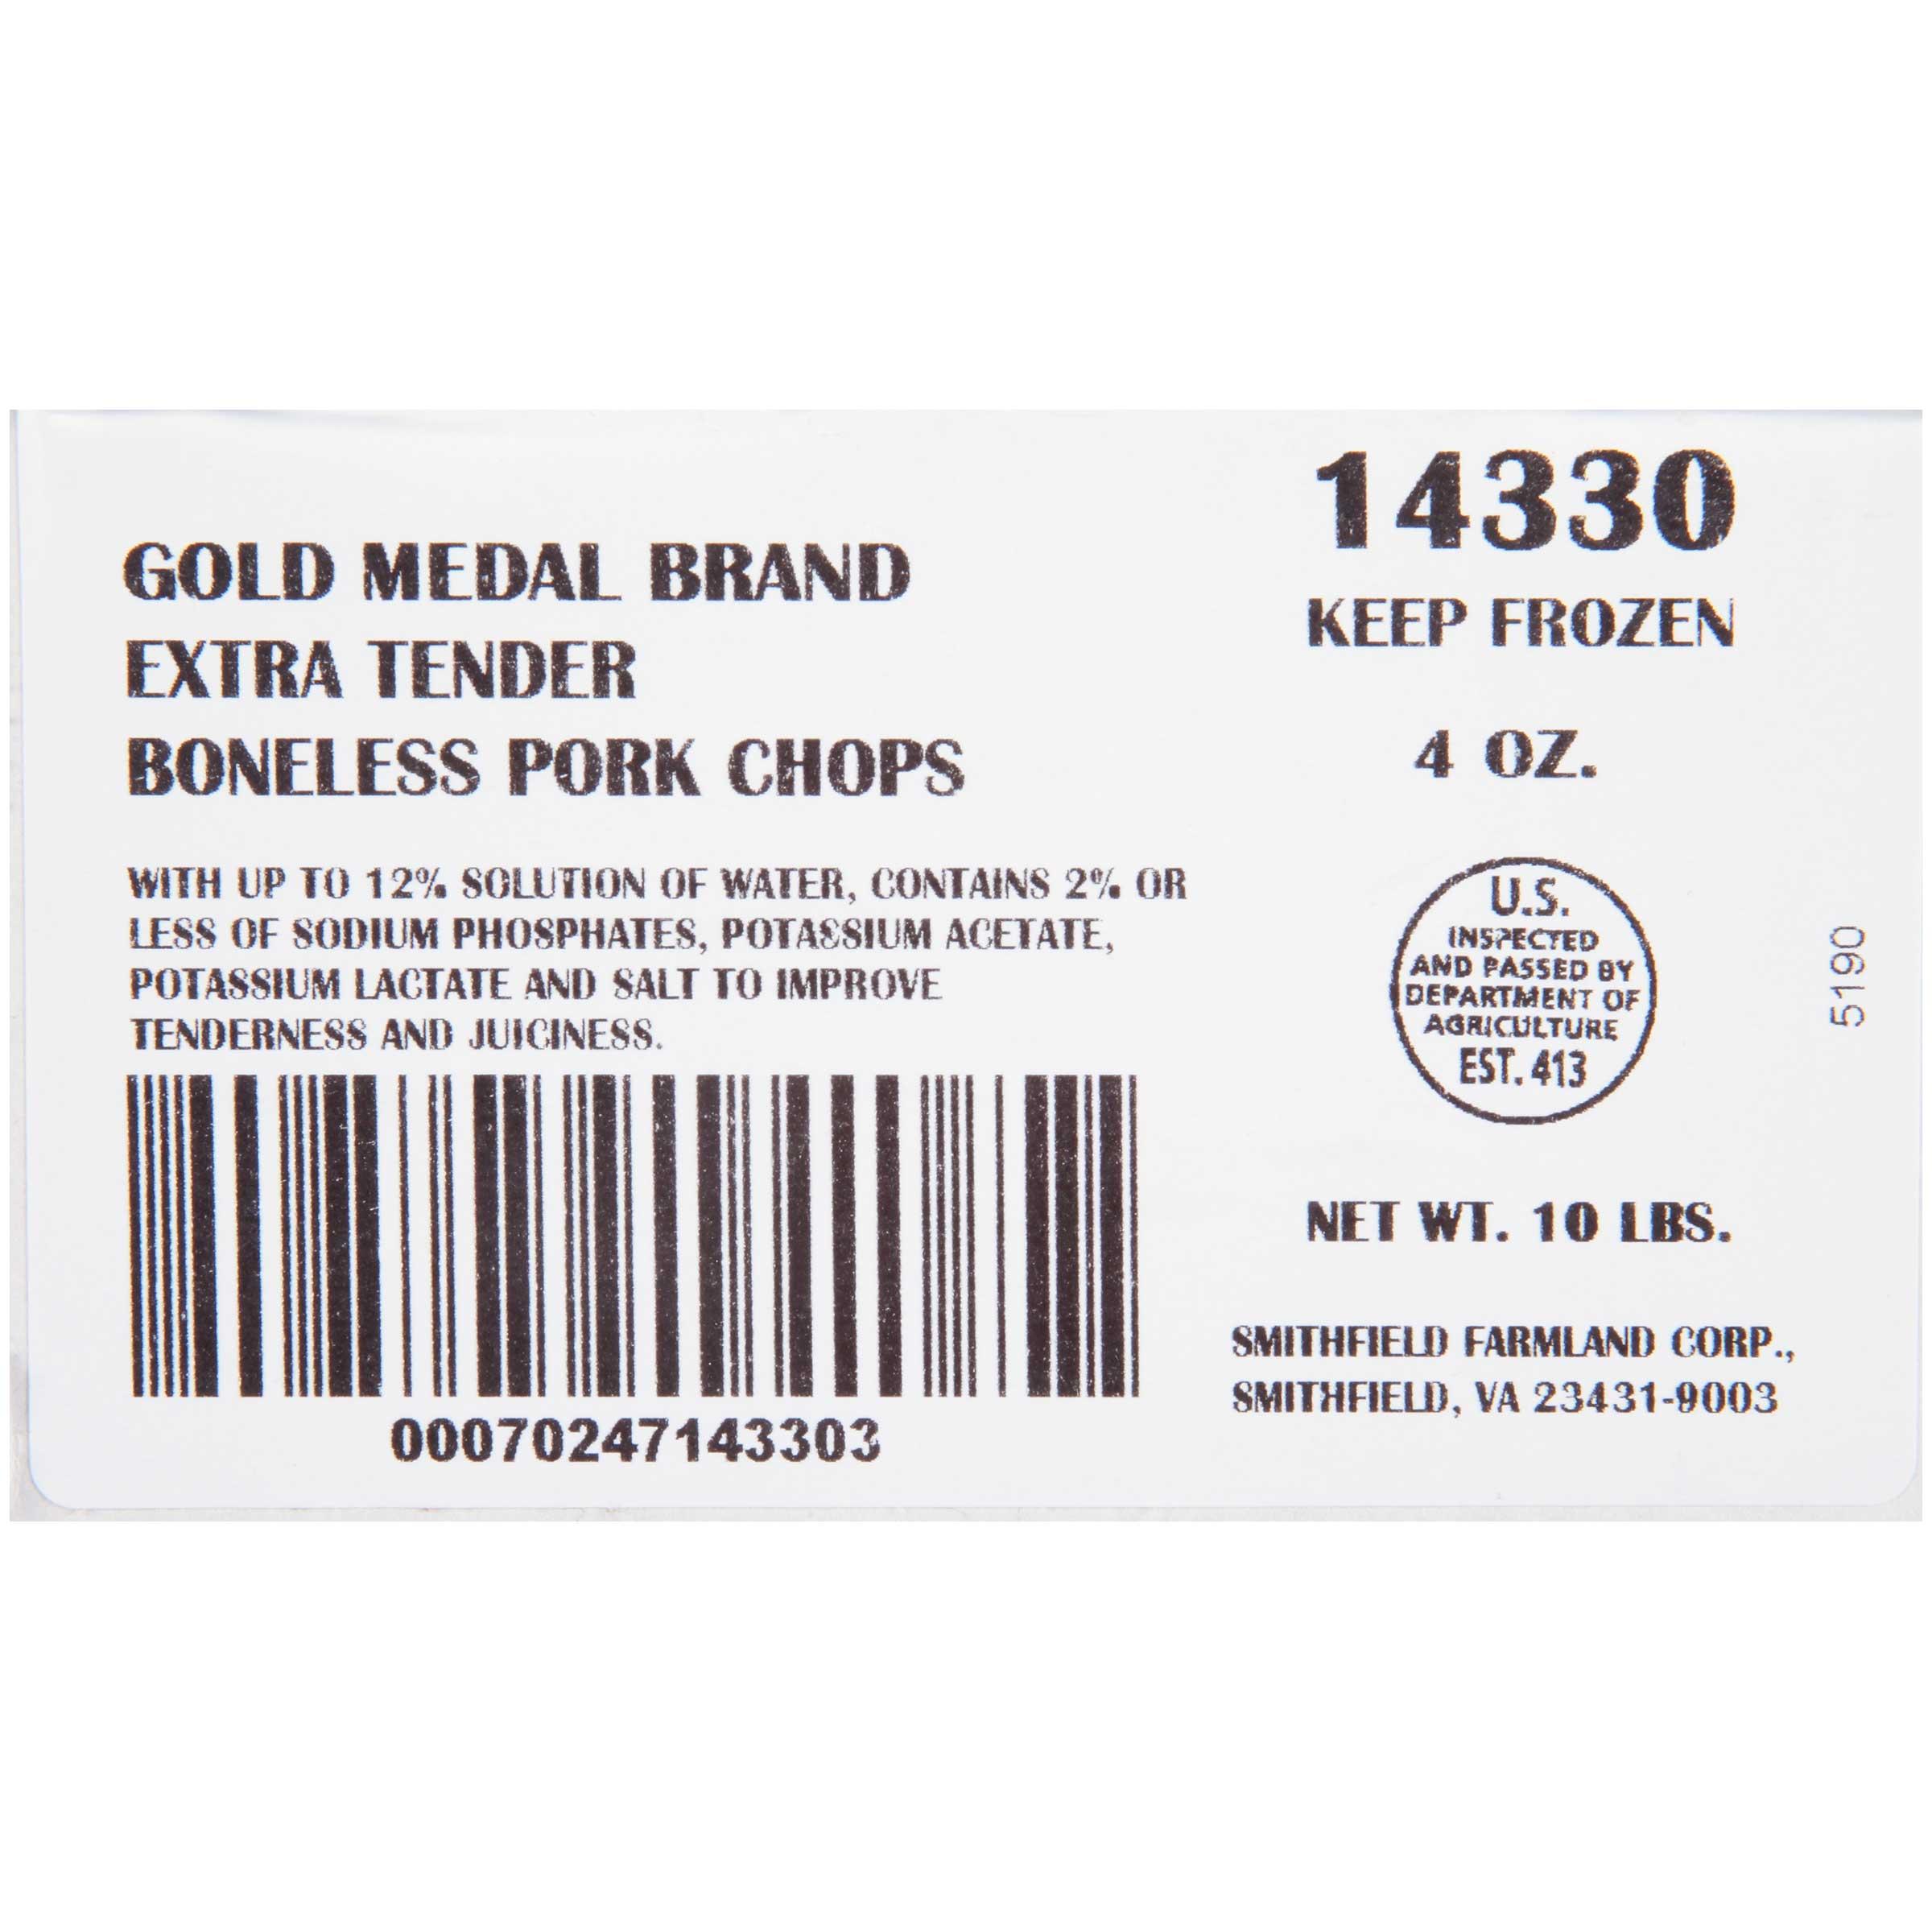 GOLD MEDAL BRAND
EXTRA TENDER
BONELESS PORK CHOPS
WITH UP TO 12% SOLUTION OF WATER, CONTAINS 2% OR
LESS OF SODIUM PHOSPHATES, POTASSIUM ACETATE,
POTASSIUM LACTATE AND SALT TO IMPROVE
TENDERNESS AND JUICINESS.
00070247143303
14330
KEEP FROZEN
4 OZ.
U.S.
INSPECTED
AND PASSED BY
DEPARTMENT OF
AGRICULTURE
EST. 413
NET WT. 10 LBS.
SMITHFIELD FARMLAND CORP.,
SMITHFIELD, VA 23431-9003
5190